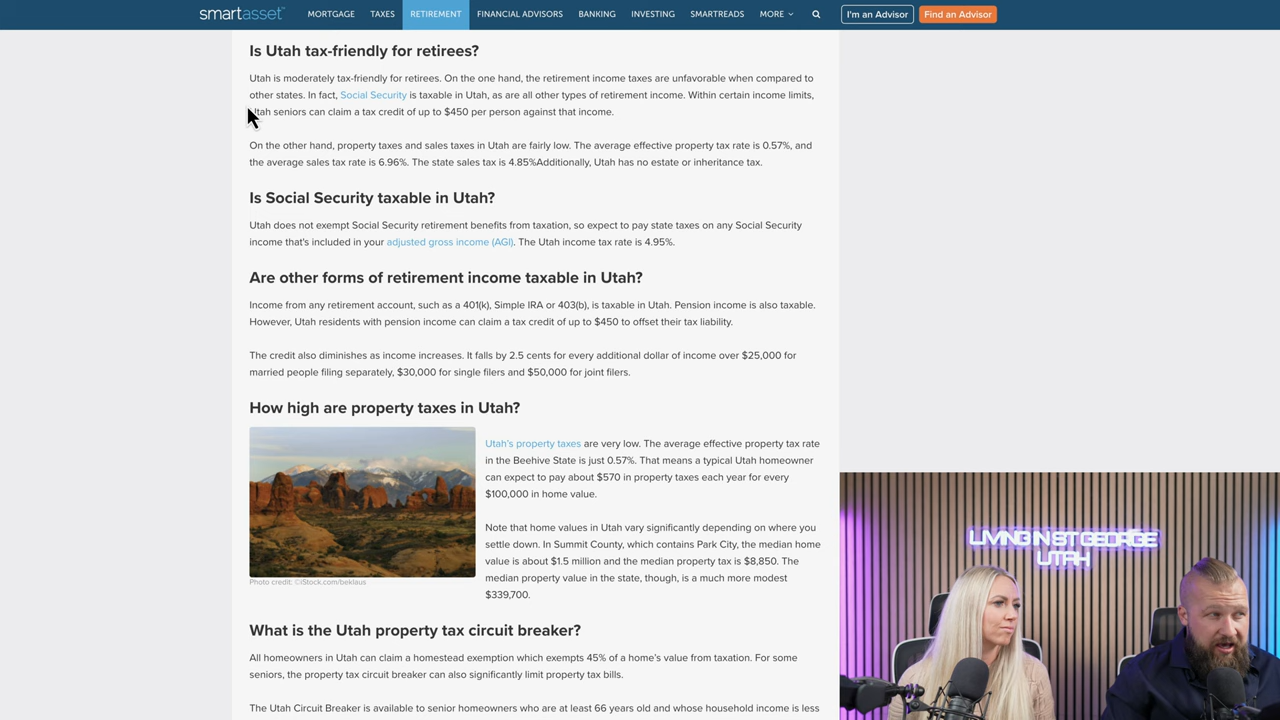 smartasset MORTGAGE TAXES RETIREMENT FINANCIAL ADVISORS BANKING INVESTING SMARTREADS MORE I'm an Advisor Find an Advisor
Is Utah tax-friendly for retirees?
Utah is moderately tax-friendly for retirees. On the one hand, the retirement income taxes are unfavorable when compared to
other states. In fact, Social Security is taxable in Utah, as are all other types of retirement income. Within certain income limits,
Utah seniors can claim a tax credit of up to $450 per person against that income.
On the other hand, property taxes and sales taxes in Utah are fairly low. The average effective property tax rate is 0.57%, and
the average sales tax rate is 6.96%. The state sales tax is 4.85%Additionally, Utah has no estate or inheritance tax.
Is Social Security taxable in Utah?
Utah does not exempt Social Security retirement benefits from taxation, so expect to pay state taxes on any Social Security
income that's included in your adjusted gross income (AGI). The Utah income tax rate is 4.95%.
Are other forms of retirement income taxable in Utah?
Income from any retirement account, such as a 401(k), Simple IRA or 403(b), is taxable in Utah. Pension income is also taxable.
However, Utah residents with pension income can claim a tax credit of up to $450 to offset their tax liability.
The credit also diminishes as income increases. It falls by 2.5 cents for every additional dollar of income over $25,000 for
married people filing separately, $30,000 for single filers and $50,000 for joint filers.
How high are property taxes in Utah?
Utah's property taxes are very low. The average effective property tax rate
in the Beehive State is just 0.57%. That means a typical Utah homeowner
can expect to pay about $570 in property taxes each year for every
$100,000 in home value.
Note that home values in Utah vary significantly depending on where you
settle down. In Summit County, which contains Park City, the median home
value is about $1.5 million and the median property tax is $8,850. The
median property value in the state, though, is a much more modest
$339,700.
Photo credit: ©iStock.com/beklaus
What is the Utah property tax circuit breaker?
All homeowners in Utah can claim a homestead exemption which exempts 45% of a home's value from taxation. For some
seniors, the property tax circuit breaker can also significantly limit property tax bills.
The Utah Circuit Breaker is available to senior homeowners who are at least 66 years old and whose household income is less
LIVING IN ST GEORGE
UTAH